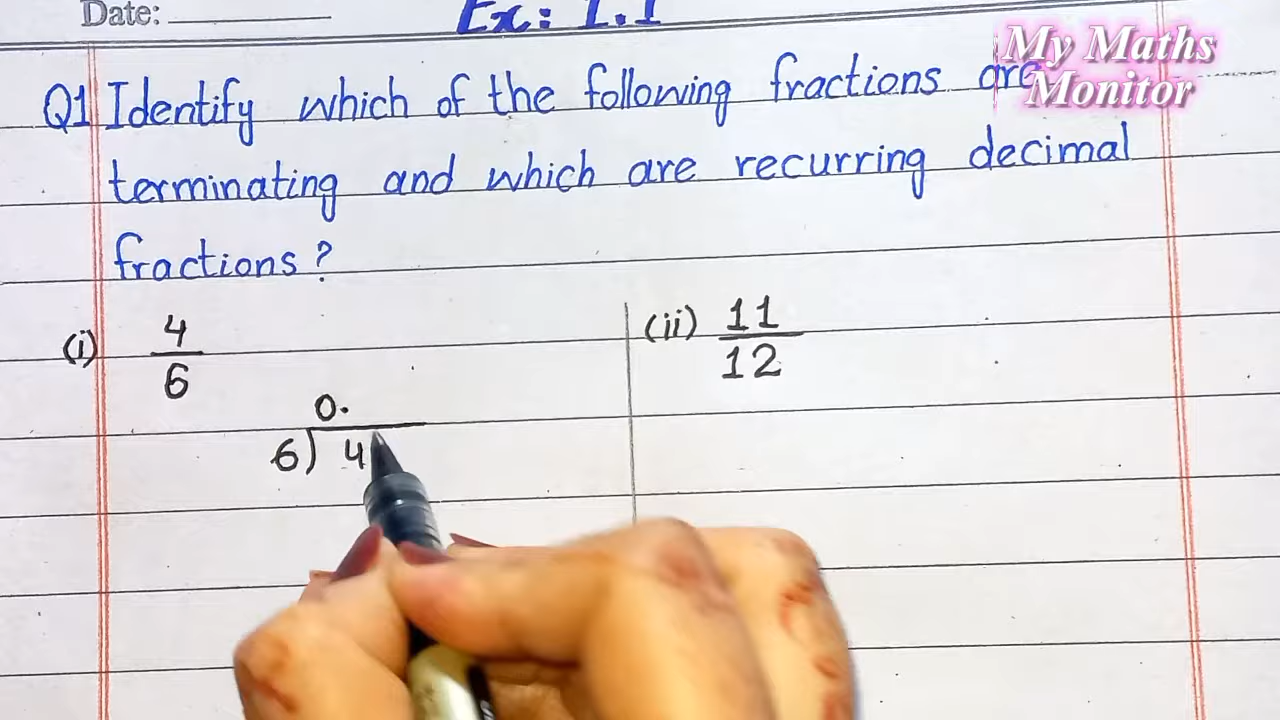 Date:
Ex: 1.1
My Maths
Monitor
Q1 Identify which of the following fractions are
terminating and which are recurring decimal
fractions?
(i) 4
6
(ii) 11
12
0.
6) 4